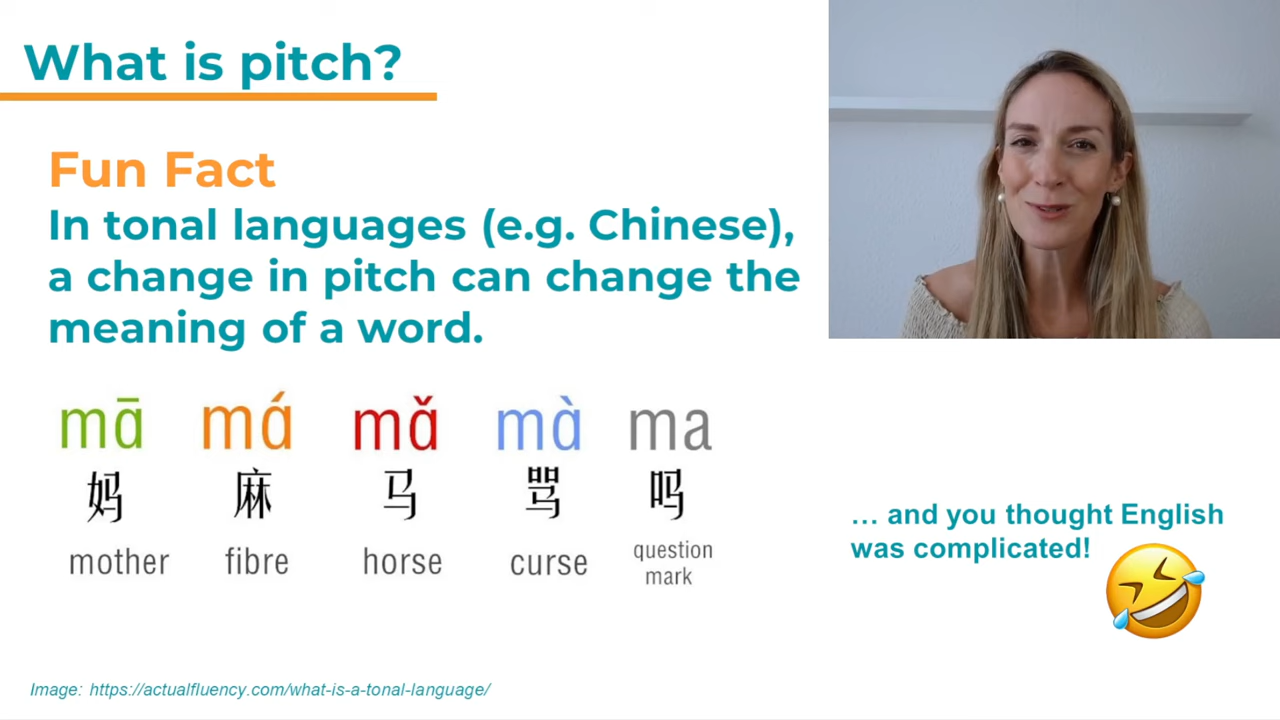 What is pitch?
Fun Fact
In tonal languages (e.g. Chinese),
a change in pitch can change the
meaning of a word.
mā má mǎ mà ma
妈 麻 马 骂 吗
mother fibre horse curse question mark
… and you thought English
was complicated!
Image: https://actualfluency.com/what-is-a-tonal-language/